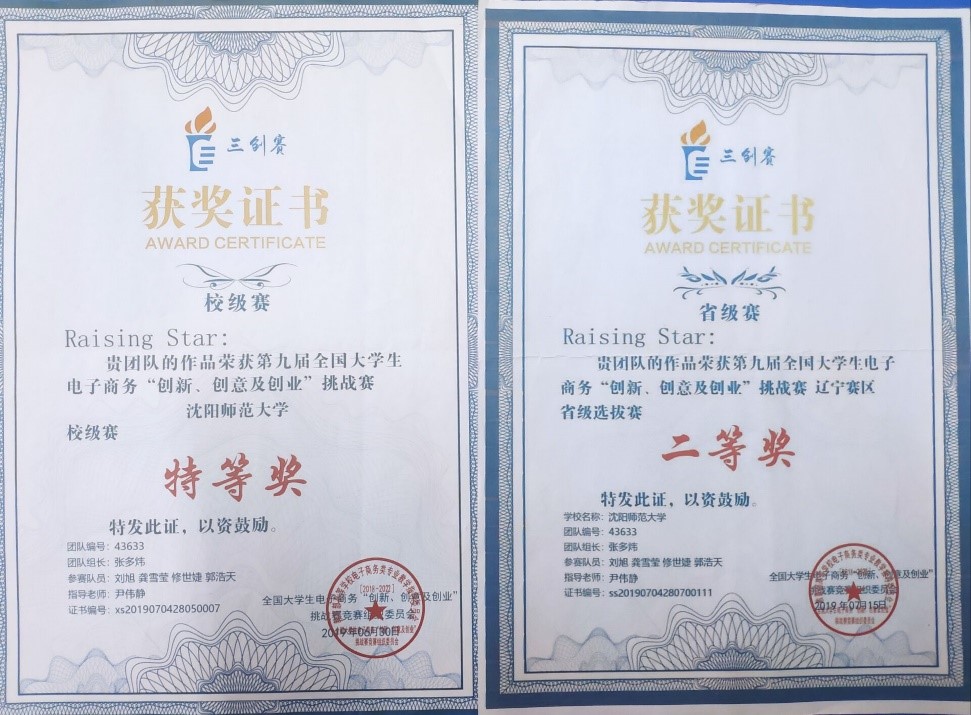 三创赛
获奖证书
AWARD CERTIFICATE
校级赛
Raising Star:
贵团队的作品荣获第九届全国大学生
电子商务“创新、创意及创业”挑战赛
沈阳师范大学
校级赛
特等奖
特发此证，以资鼓励。
团队编号：43633
团队组长：张多炜
参赛队员：刘旭 龚雪莹 修世婕 郭浩天
指导老师：尹伟静
证书编号：xs2019070428050007
全国大学生电子商务“创新、创意及创业”
挑战赛竞赛组织委员会
2019年06月30日
三创赛
获奖证书
AWARD CERTIFICATE
省级赛
Raising Star:
贵团队的作品荣获第九届全国大学生电子
商务“创新、创意及创业”挑战赛 辽宁赛区
省级选拔赛
二等奖
特发此证，以资鼓励。
学校名称：沈阳师范大学
团队编号：43633
团队组长：张多炜
参赛队员：刘旭 龚雪莹 修世婕 郭浩天
指导老师：尹伟静
证书编号：ss20190704280700111
全国大学生电子商务“创新、创意及创业”
挑战赛竞赛组织委员会
2019年07月15日